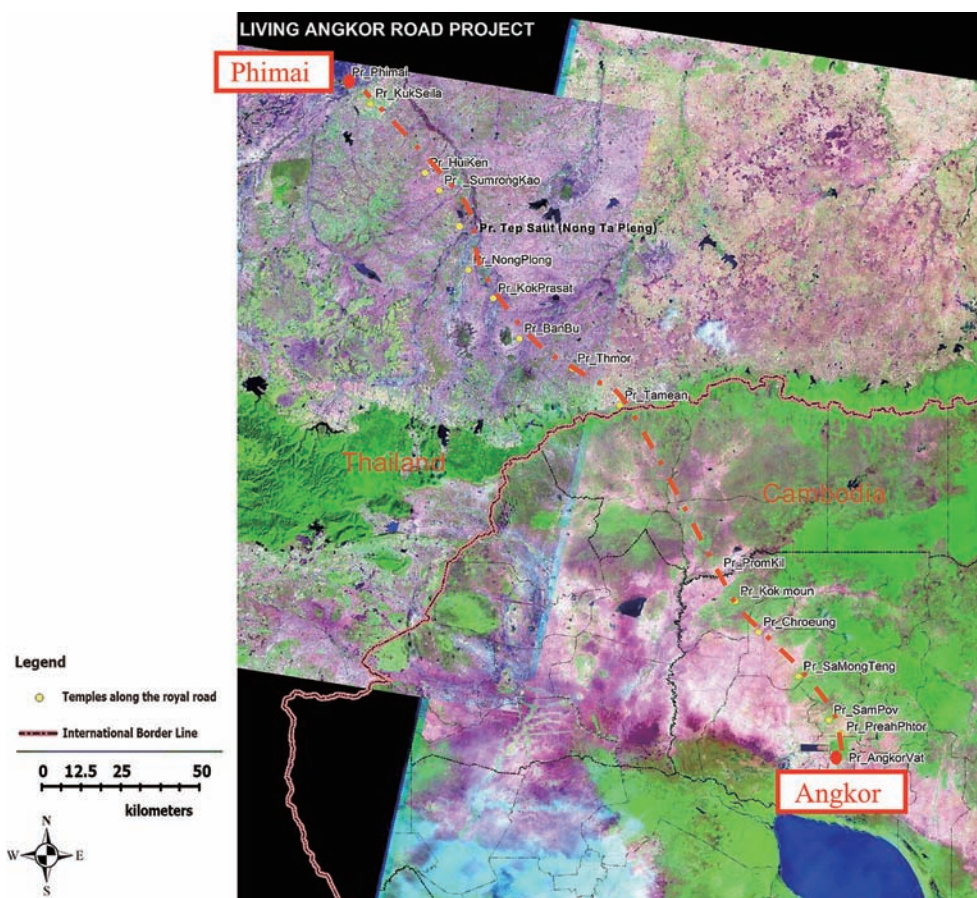 LIVING ANGKOR ROAD PROJECT
Phimai
Pr_Phimai
Pr_KukSeila
Pr_HuiKen
Pr_SumrongKao
Pr. Tep Satit (Nong Ta Pleng)
Pr_NongPlong
Pr_KokPrasat
Pr_BanBu
Pr_Thmor
Pr_Tamean
Thailand
Cambodia
Pr_PromKil
Pr_Kok moun
Pr_Chroeung
Pr_SaMongTeng
Pr_SamPov
Pr_PreahPhtor
Pr_AngkorVat
Angkor
Legend
Temples along the royal road
International Border Line
0 12.5 25 50
kilometers
N
W E
S